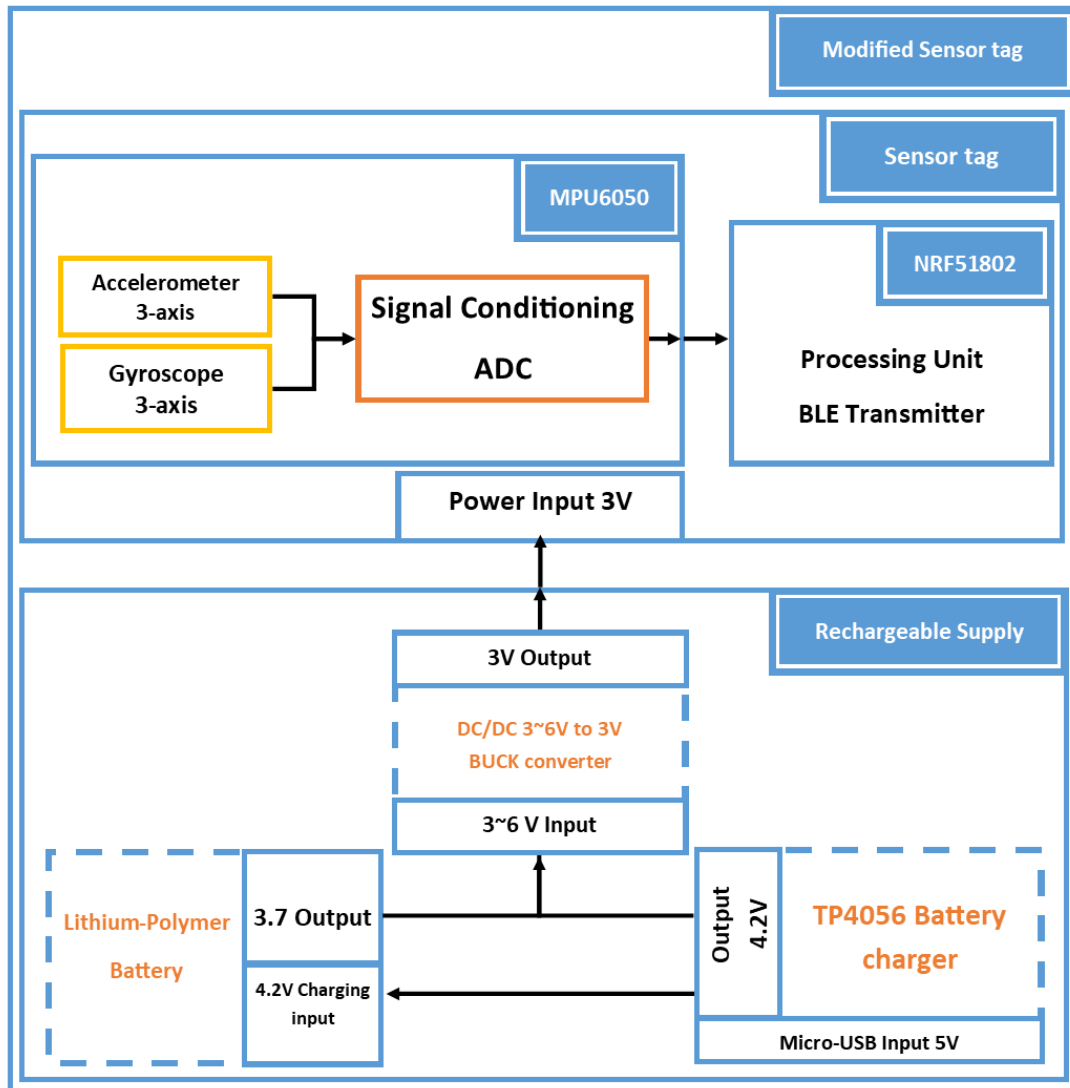 Modified Sensor tag
Sensor tag
MPU6050
NRF51802
Accelerometer
3-axis
Gyroscope
3-axis
Signal Conditioning
ADC
Processing Unit
BLE Transmitter
Power Input 3V
Rechargeable Supply
3V Output
DC/DC 3~6V to 3V
BUCK converter
3~6 V Input
Lithium-Polymer
Battery
3.7 Output
4.2V Charging
input
Output
4.2V
TP4056 Battery
charger
Micro-USB Input 5V